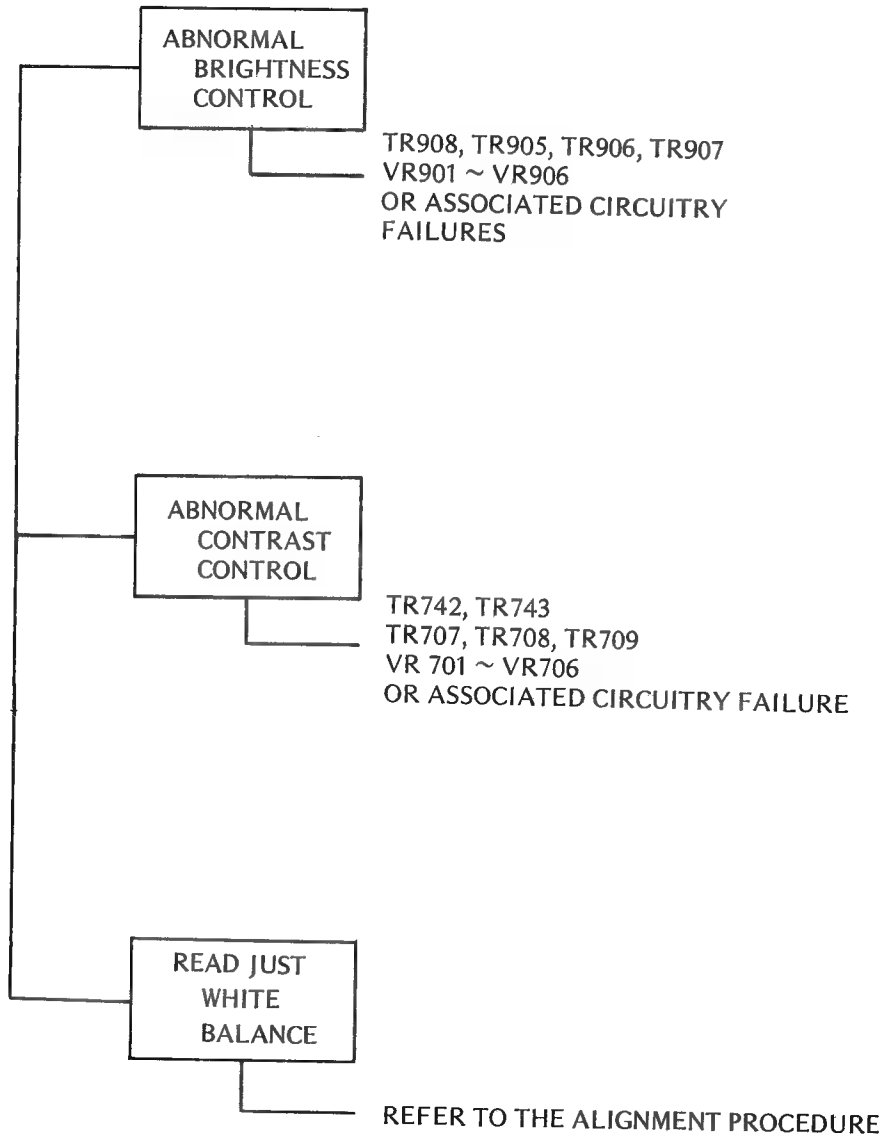 ABNORMAL
BRIGHTNESS
CONTROL
TR908, TR905, TR906, TR907
VR901 ~ VR906
OR ASSOCIATED CIRCUITRY
FAILURES
ABNORMAL
CONTRAST
CONTROL
TR742, TR743
TR707, TR708, TR709
VR 701 ~ VR706
OR ASSOCIATED CIRCUITRY FAILURE
READ JUST
WHITE
BALANCE
REFER TO THE ALIGNMENT PROCEDURE